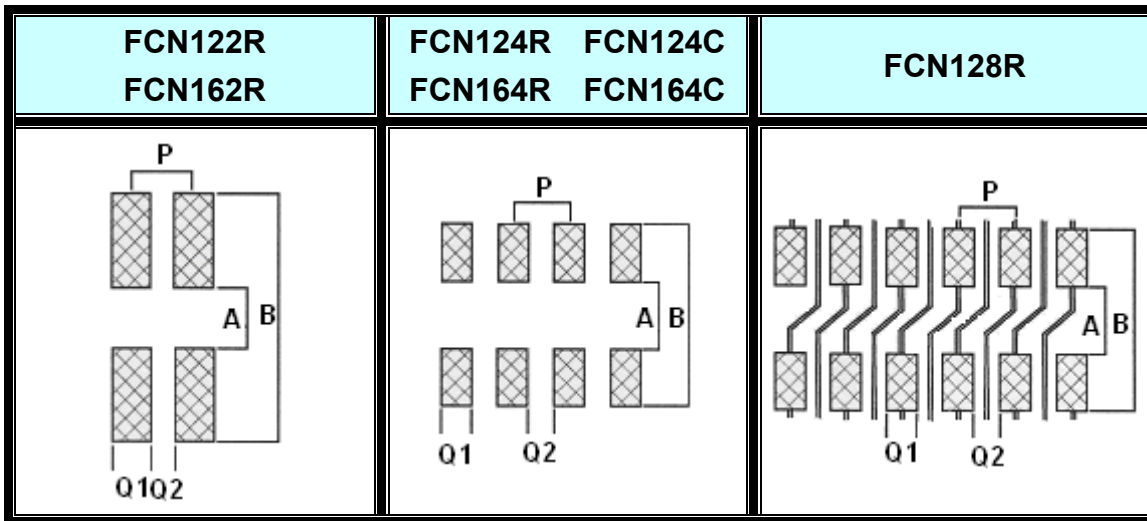 FCN122R
FCN162R
FCN124R FCN124C
FCN164R FCN164C
FCN128R
P
A B
Q1Q2
P
A B
Q1 Q2
P
A B
Q1 Q2